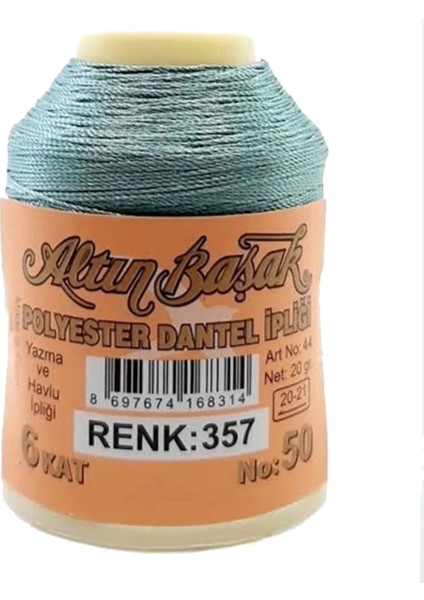 Altın Başak
POLYESTER DANTEL İPLİĞİ
Yazma
ve
Havlu
İpliği
Art No: 44
Net: 20 gr.
20-21
8 697674 168314
RENK:357
6 KAT
No: 50